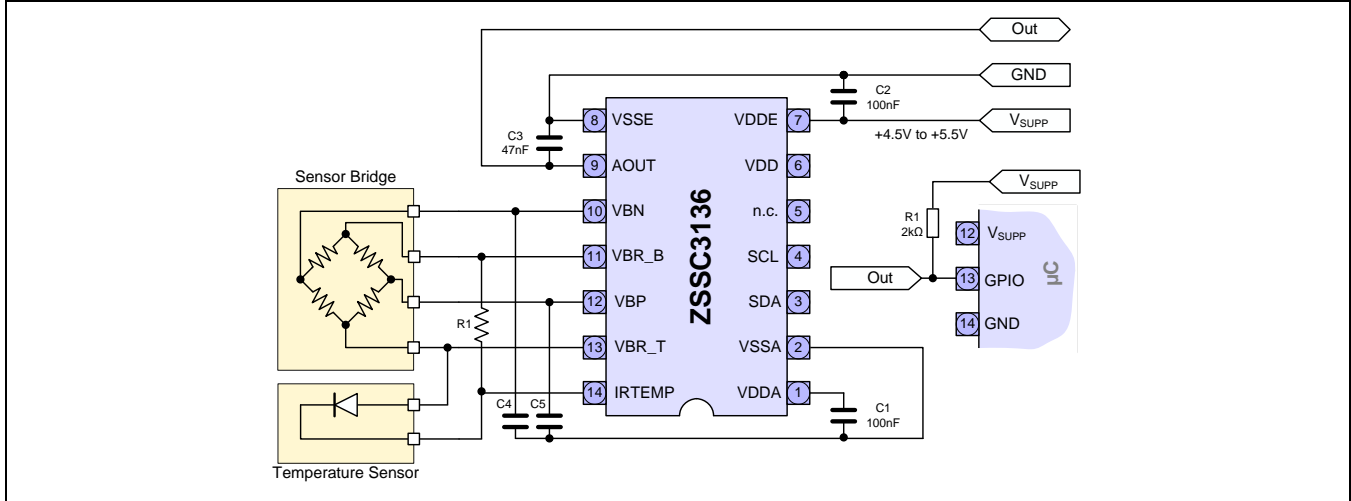 Out
GND
C2
100nF
8 VSSE
VDDE 7
V_SUPP
+4.5V to +5.5V
C3
47nF
9 AOUT
VDD 6
Sensor Bridge
V_SUPP
10 VBN
n.c. 5
R1
2kΩ
12 V_SUPP
11 VBR_B
ZSSC3136
SCL 4
Out
13 GPIO
µC
12 VBP
SDA 3
R1
14 GND
13 VBR_T
VSSA 2
14 IRTEMP
VDDA 1
C4
C5
C1
100nF
Temperature Sensor